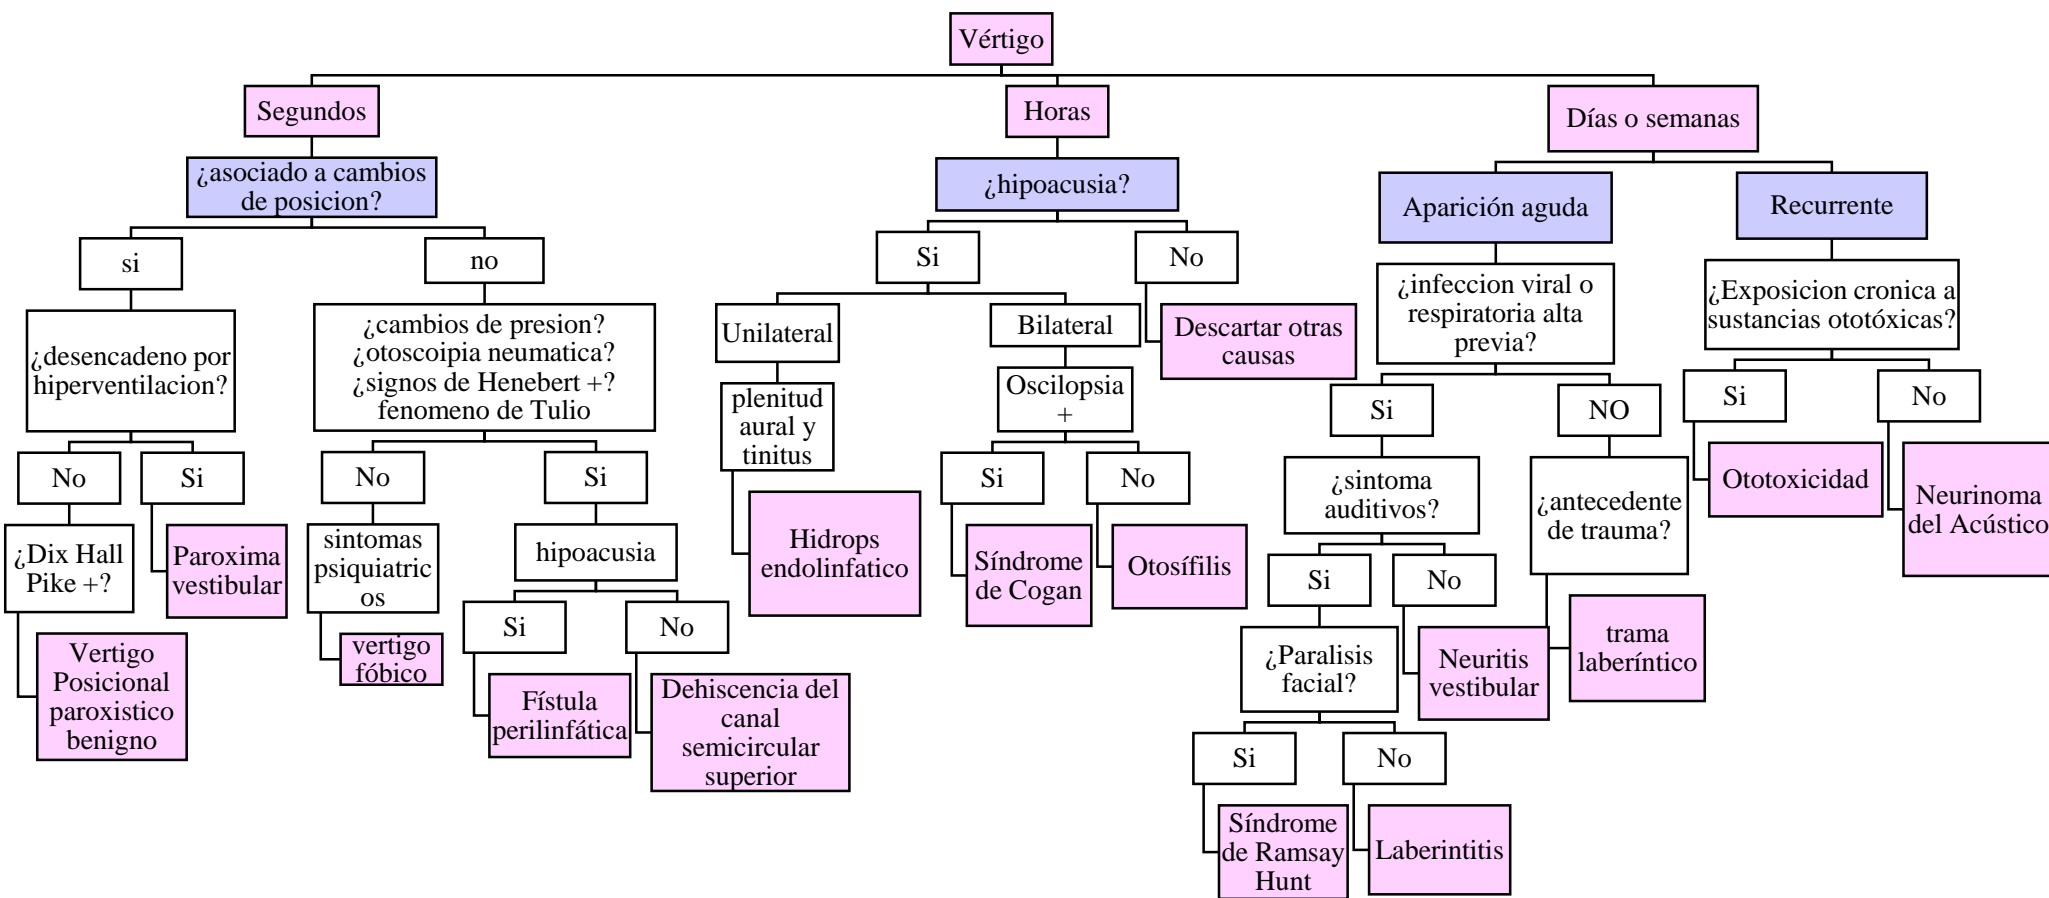 Vértigo
Segundos
Horas
Días o semanas
¿asociado a cambios
de posicion?
¿hipoacusia?
Aparición aguda
Recurrente
si
no
Si
No
¿infeccion viral o
respiratoria alta
previa?
¿Exposicion cronica a
sustancias ototóxicas?
¿desencadeno por
hiperventilacion?
¿cambios de presion?
¿otoscoipia neumatica?
¿signos de Henebert +?
fenomeno de Tulio
Unilateral
Bilateral
Descartar otras
causas
plenitud
aural y
tinitus
Oscilopsia
+
Si
NO
Si
No
No
Si
No
Si
Si
No
¿sintoma
auditivos?
¿antecedente
de trauma?
Ototoxicidad
Neurinoma
del Acústico
¿Dix Hall
Pike +?
Paroxima
vestibular
sintomas
psiquiatric
os
hipoacusia
Hidrops
endolinfatico
Síndrome
de Cogan
Otosífilis
Si
No
Si
No
¿Paralisis
facial?
Neuritis
vestibular
trama
laberíntico
Vertigo
Posicional
paroxistico
benigno
vertigo
fóbico
Fístula
perilinfática
Dehiscencia del
canal
semicircular
superior
Si
No
Síndrome
de Ramsay
Hunt
Laberintitis